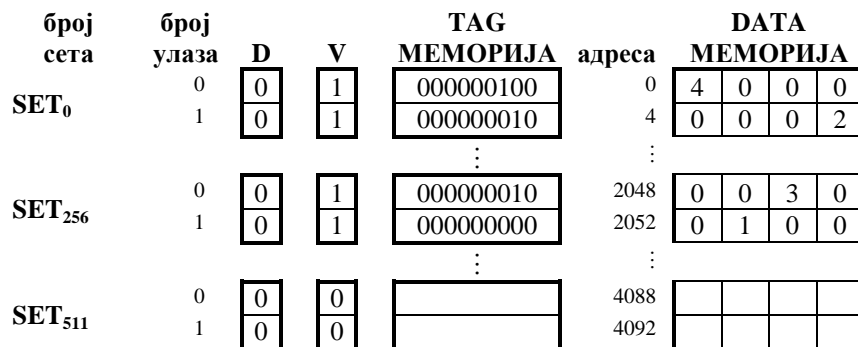 број број TAG DATA
сета улаза D V МЕМОРИЈА адреса МЕМОРИЈА
SET₀ 0 0 1 000000100 0 4 0 0 0
1 0 1 000000010 4 0 0 0 2
⋮ ⋮
SET₂₅₆ 0 0 1 000000010 2048 0 0 3 0
1 0 1 000000000 2052 0 1 0 0
⋮ ⋮
SET₅₁₁ 0 0 0 4088
1 0 0 4092